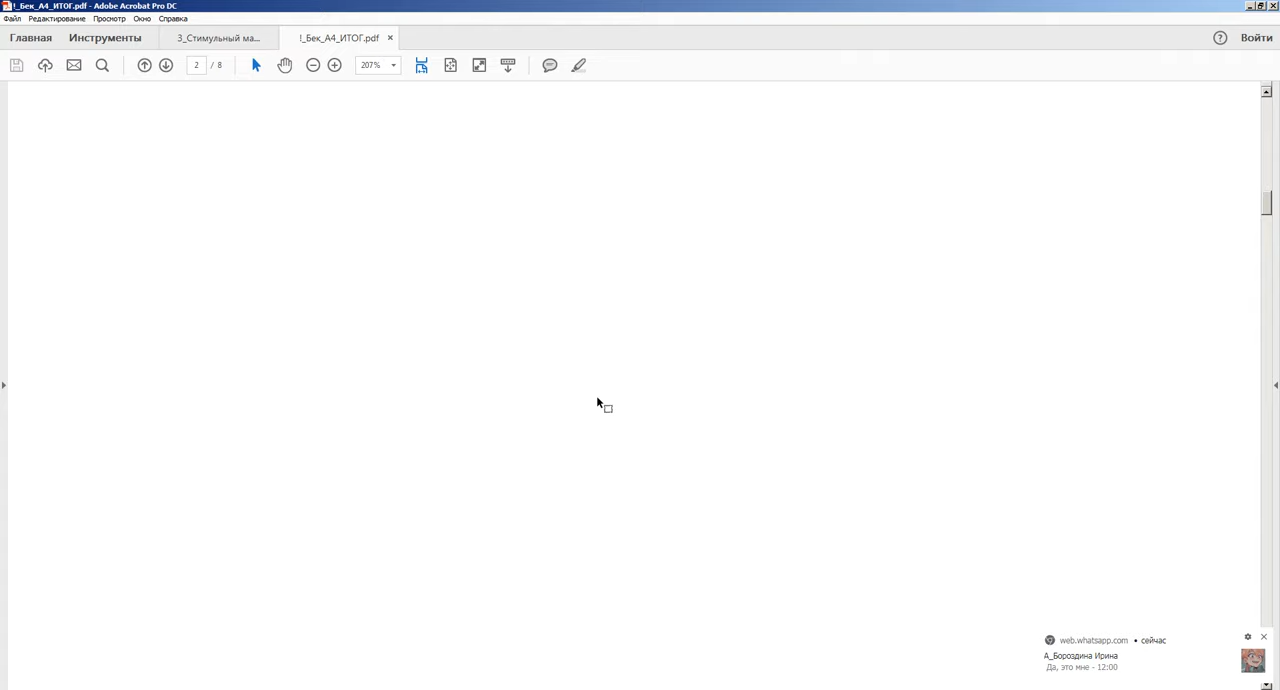 !_Бек_А4_ИТОГ.pdf - Adobe Acrobat Pro DC
Файл Редактирование Просмотр Окно Справка
Главная Инструменты 3_Стимульный ма... !_Бек_А4_ИТОГ.pdf × Войти
2 / 8 207%
web.whatsapp.com • сейчас
А_Бороздина Ирина
Да, это мне - 12:00